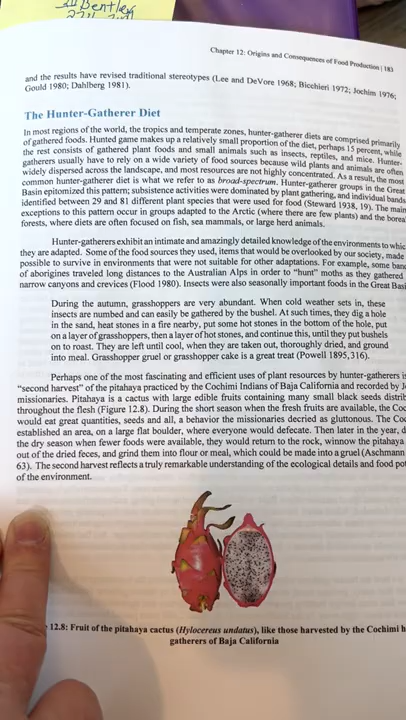 Bentley
Chapter 12: Origins and Consequences of Food Production | 183
and the results have revised traditional stereotypes (Lee and DeVore 1968; Bicchieri 1972; Jochim 1976;
Gould 1980; Dahlberg 1981).
The Hunter-Gatherer Diet
In most regions of the world, the tropics and temperate zones, hunter-gatherer diets are comprised primarily
of gathered foods. Hunted game makes up a relatively small proportion of the diet, perhaps 15 percent, while
the rest consists of gathered plant foods and small animals such as insects, reptiles, and mice. Hunter-
gatherers usually have to rely on a wide variety of food sources because wild plants and animals are often
widely dispersed across the landscape, and most resources are not highly concentrated. As a result, the most
common hunter-gatherer diet is what we refer to as broad-spectrum. Hunter-gatherer groups in the Great
Basin epitomized this pattern; subsistence activities were dominated by plant gathering, and individual bands
identified between 29 and 81 different plant species that were used for food (Steward 1938, 19). The main
exceptions to this pattern occur in groups adapted to the Arctic (where there are few plants) and the borea
forests, where diets are often focused on fish, sea mammals, or large herd animals.
Hunter-gatherers exhibit an intimate and amazingly detailed knowledge of the environments to whic
they are adapted. Some of the food sources they used, items that would be overlooked by our society, made
possible to survive in environments that were not suitable for other adaptations. For example, some ban
of aborigines traveled long distances to the Australian Alps in order to “hunt” moths as they gathered
narrow canyons and crevices (Flood 1980). Insects were also seasonally important foods in the Great Basi
During the autumn, grasshoppers are very abundant. When cold weather sets in, these
insects are numbed and can easily be gathered by the bushel. At such times, they dig a hole
in the sand, heat stones in a fire nearby, put some hot stones in the bottom of the hole, put
on a layer of grasshoppers, then a layer of hot stones, and continue this, until they put bushels
on to roast. They are left until cool, when they are taken out, thoroughly dried, and ground
into meal. Grasshopper gruel or grasshopper cake is a great treat (Powell 1895,316).
Perhaps one of the most fascinating and efficient uses of plant resources by hunter-gatherers is
“second harvest” of the pitahaya practiced by the Cochimi Indians of Baja California and recorded by J
missionaries. Pitahaya is a cactus with large edible fruits containing many small black seeds distrib
throughout the flesh (Figure 12.8). During the short season when the fresh fruits are available, the Coc
would eat great quantities, seeds and all, a behavior the missionaries decried as gluttonous. The Coc
established an area, on a large flat boulder, where everyone would defecate. Then later in the year, d
the dry season when fewer foods were available, they would return to the rock, winnow the pitahaya
out of the dried feces, and grind them into flour or meal, which could be made into a gruel (Aschmann
63). The second harvest reflects a truly remarkable understanding of the ecological details and food pot
of the environment.
12.8: Fruit of the pitahaya cactus (Hylocereus undatus), like those harvested by the Cochimi h
gatherers of Baja California